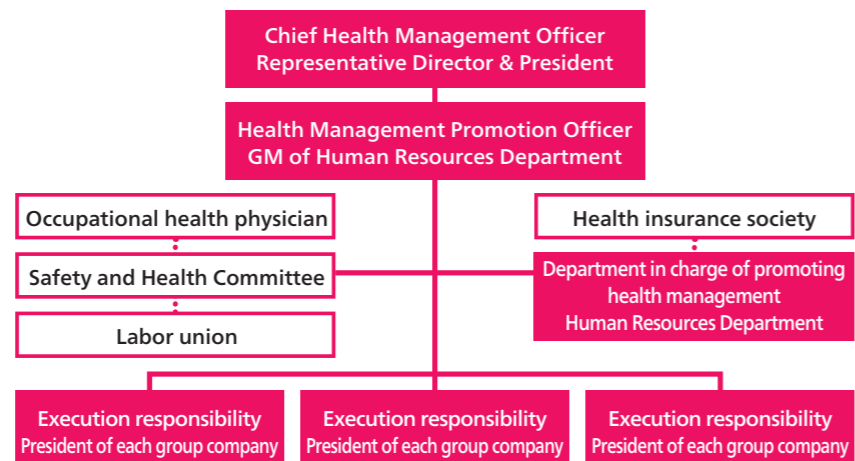 Chief Health Management Officer
Representative Director & President
Health Management Promotion Officer
GM of Human Resources Department
Occupational health physician
Safety and Health Committee
Labor union
Health insurance society
Department in charge of promoting
health management
Human Resources Department
Execution responsibility
President of each group company
Execution responsibility
President of each group company
Execution responsibility
President of each group company